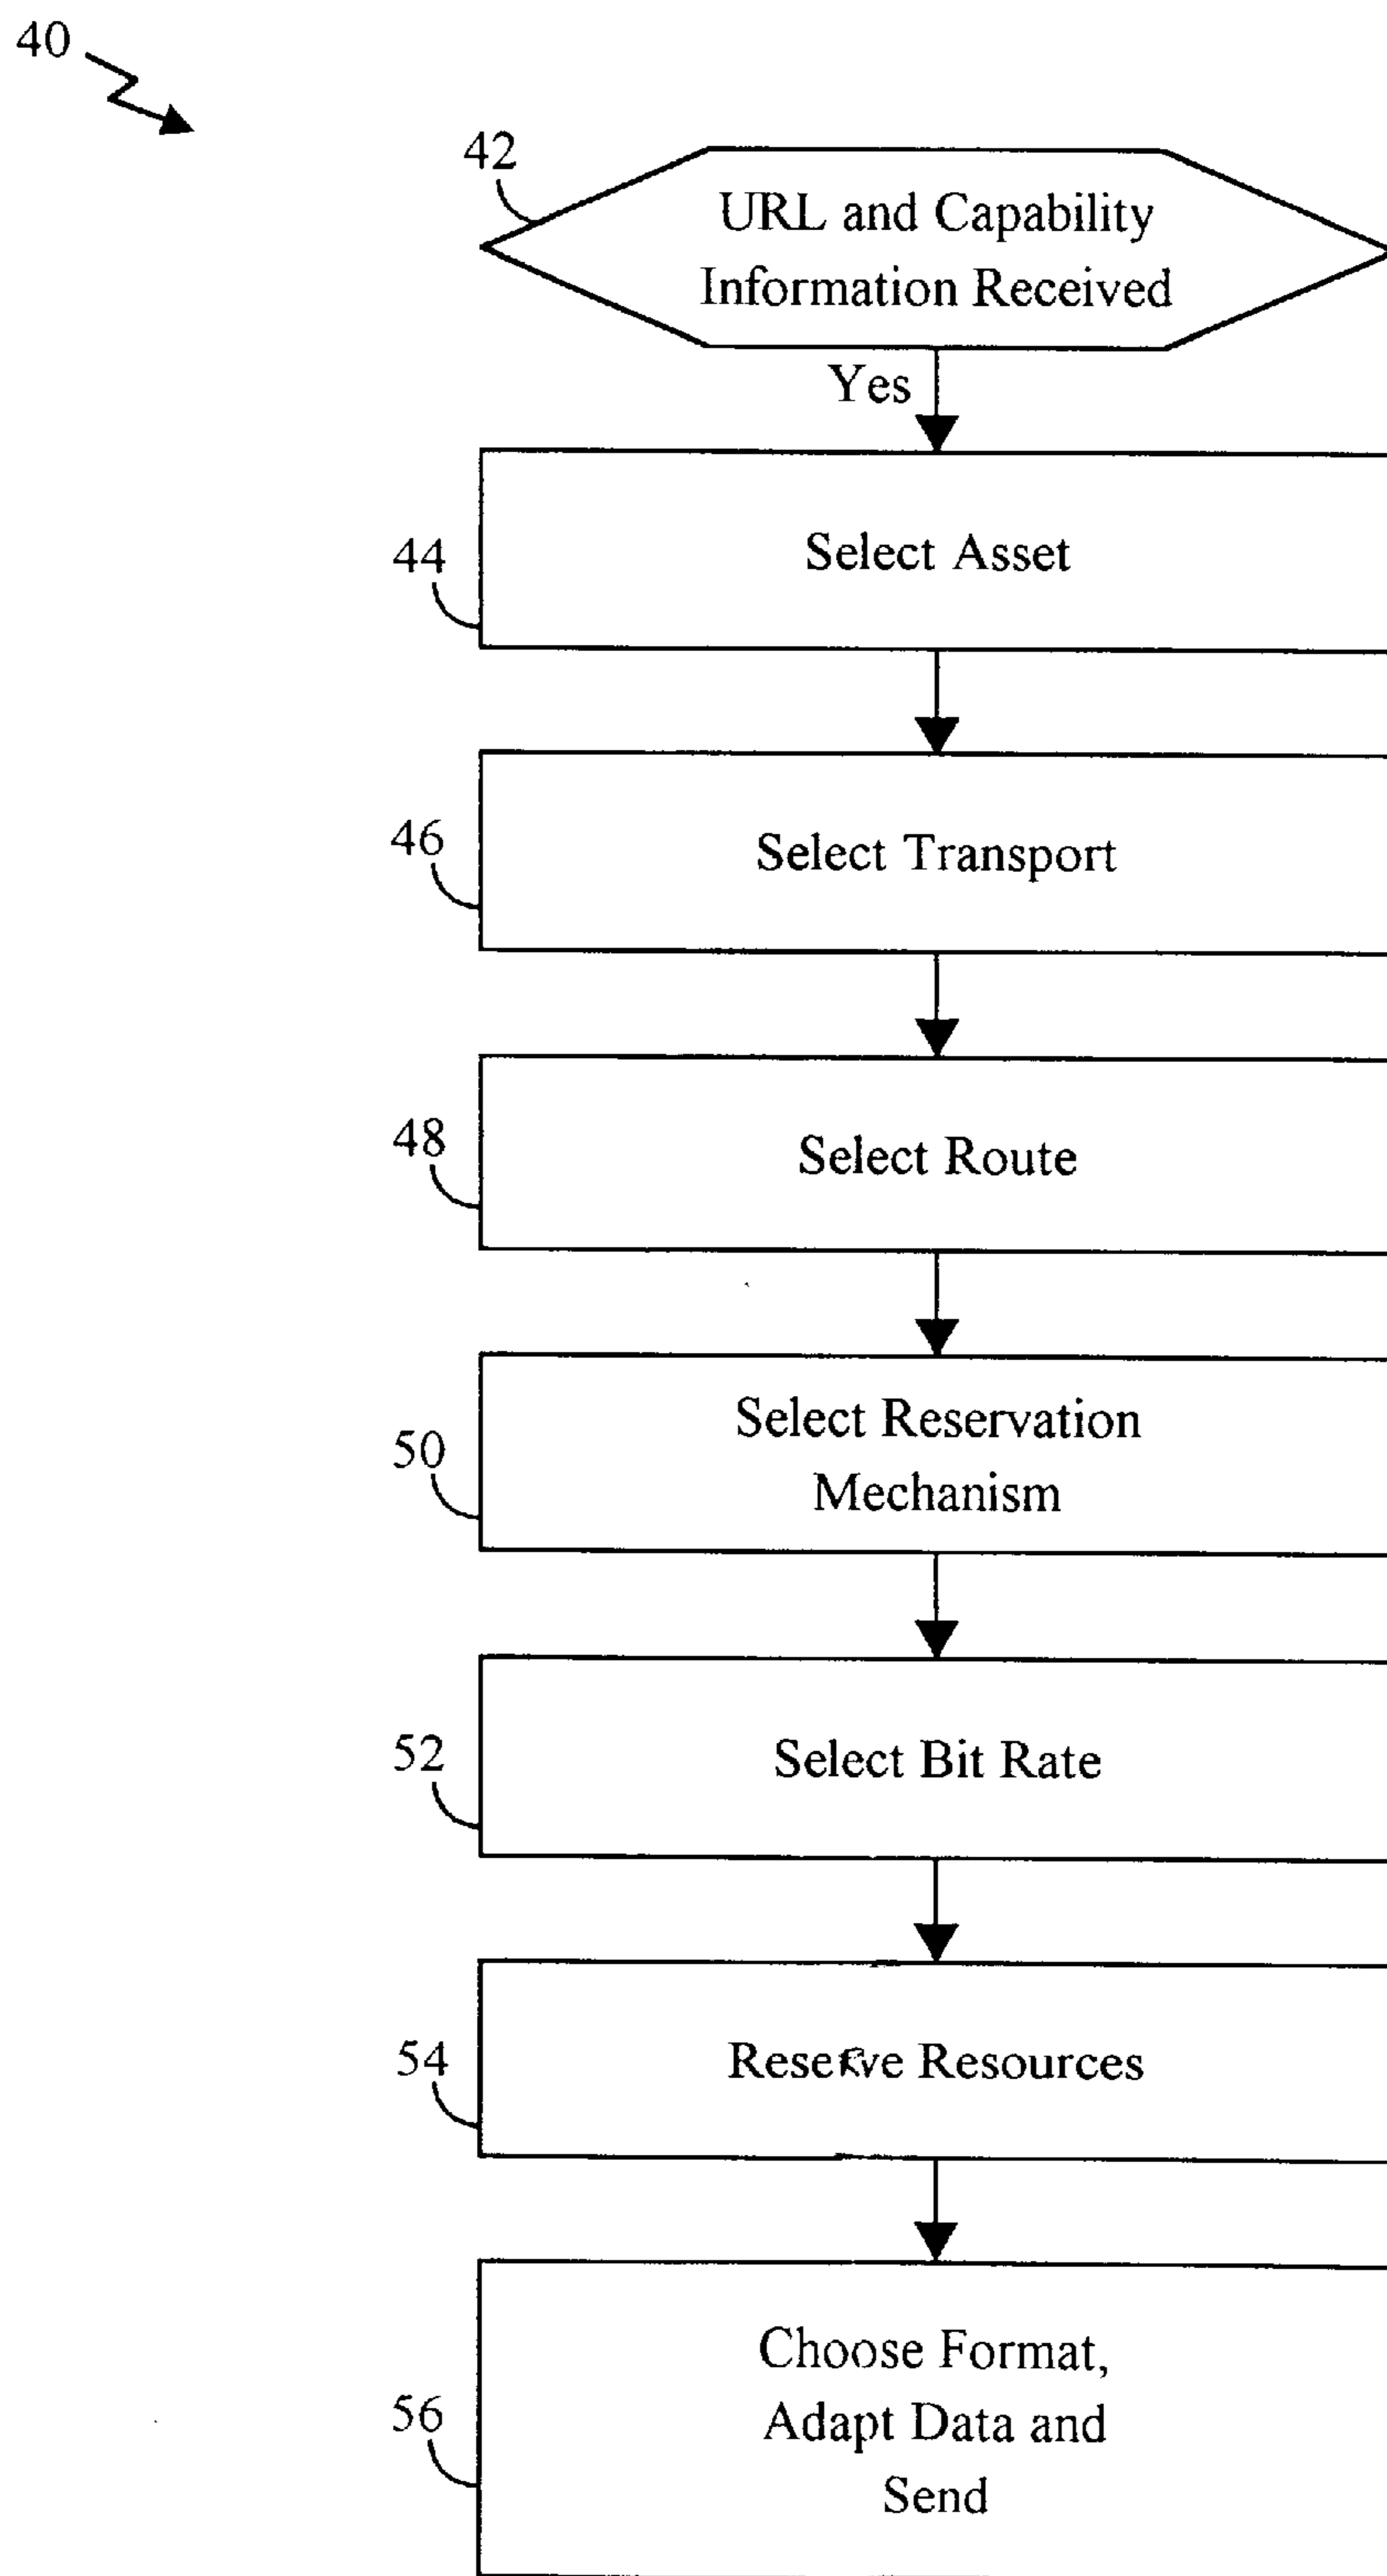 40
42
URL and Capability
Information Received
Yes
44
Select Asset
46
Select Transport
48
Select Route
50
Select Reservation
Mechanism
52
Select Bit Rate
54
Reserve Resources
56
Choose Format,
Adapt Data and
Send